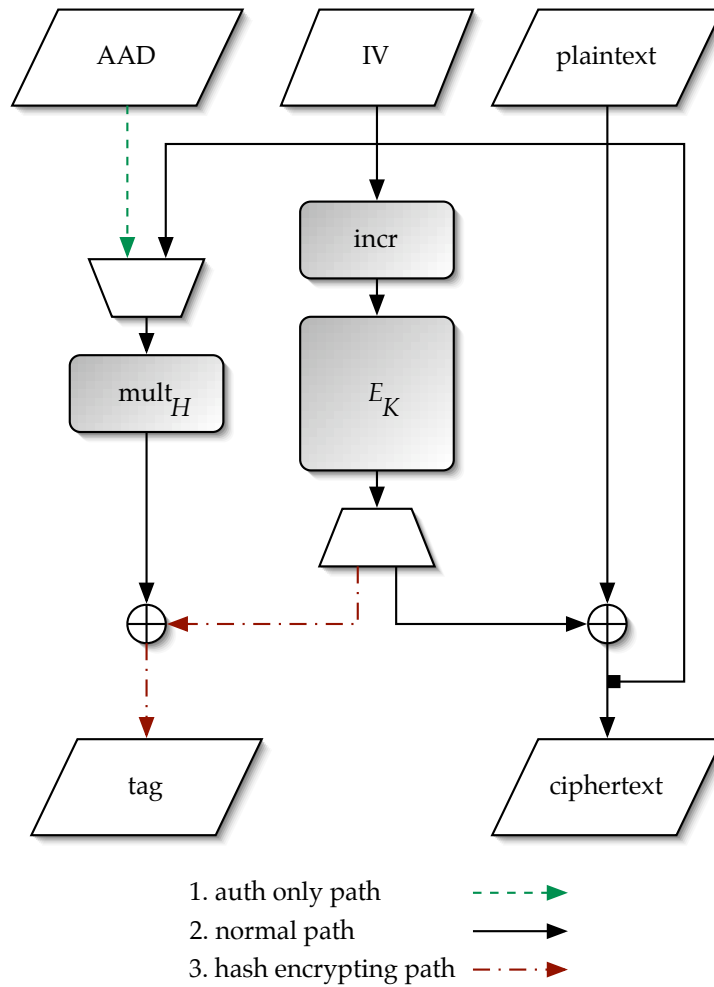 AAD
IV
plaintext
incr
mult_H
E_K
tag
ciphertext
1. auth only path
2. normal path
3. hash encrypting path